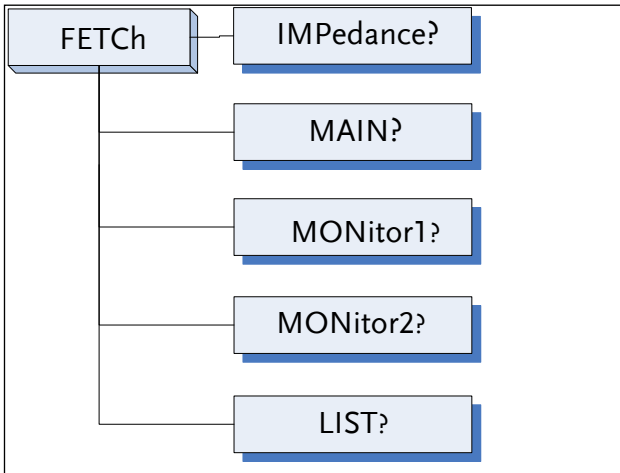 FETCh
IMPedance?
MAIN?
MONitor1?
MONitor2?
LIST?